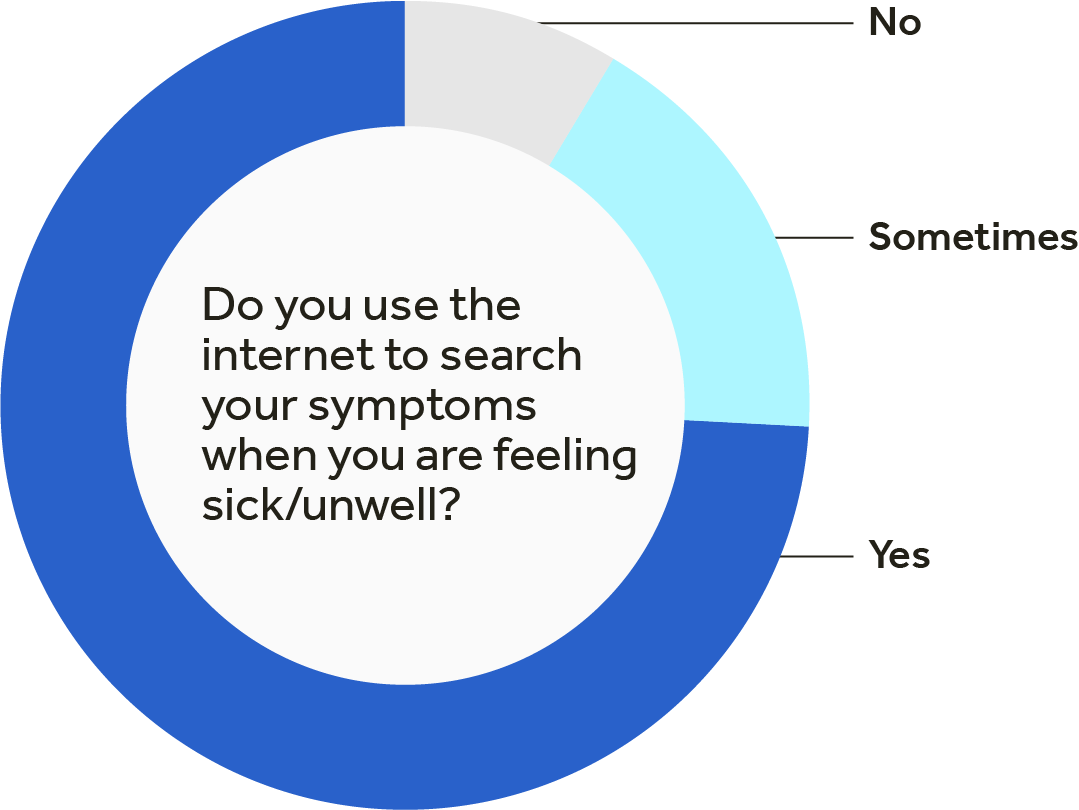 No
Sometimes
Do you use the
internet to search
your symptoms
when you are feeling
sick/unwell?
Yes